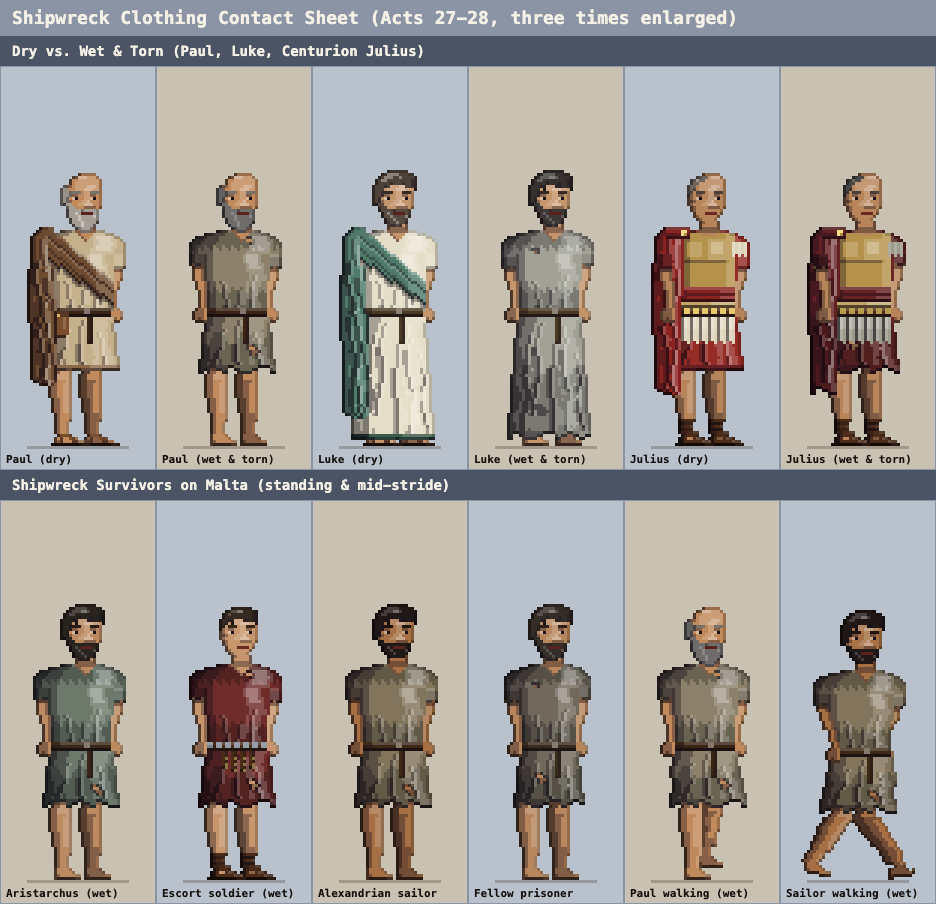 Shipwreck Clothing Contact Sheet (Acts 27–28, three times enlarged)
Dry vs. Wet & Torn (Paul, Luke, Centurion Julius)
Paul (dry)
Paul (wet & torn)
Luke (dry)
Luke (wet & torn)
Julius (dry)
Julius (wet & torn)
Shipwreck Survivors on Malta (standing & mid–stride)
Aristarchus (wet)
Escort soldier (wet)
Alexandrian sailor
Fellow prisoner
Paul walking (wet)
Sailor walking (wet)